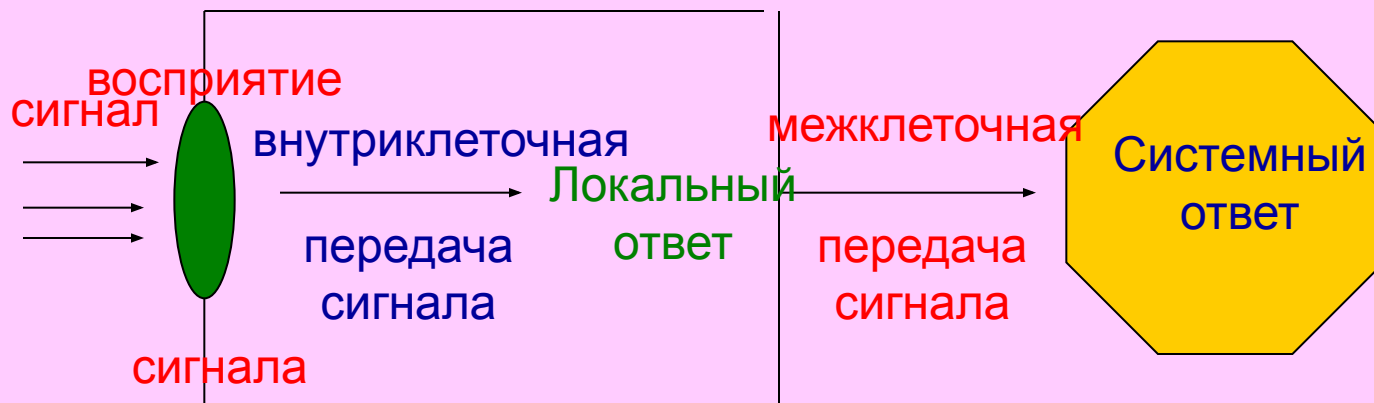 сигнал
восприятие
сигнала
внутриклеточная
передача
сигнала
Локальный
ответ
межклеточная
передача
сигнала
Системный
ответ